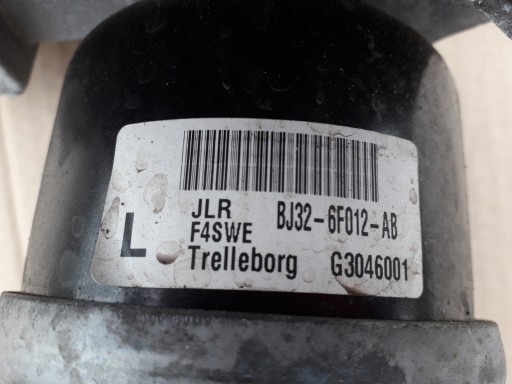 JLR BJ32-6F012-AB
F4SWE
L
Trelleborg G3046001